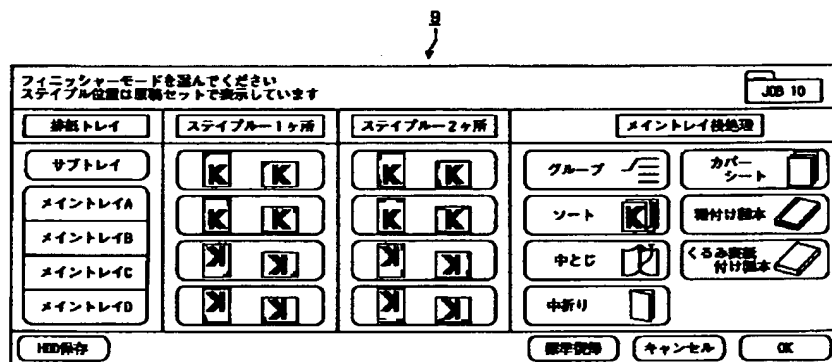 9
フィニッシャーモードを選んでください
ステイプル位置は原稿セットで表示しています
JOB 10
排紙トレイ
ステイプルー1ヶ所
ステイプルー2ヶ所
メイントレイ後処理
サブトレイ
メイントレイA
メイントレイB
メイントレイC
メイントレイD
K K
K K
K K
K K
K K
K K
K K
K K
グループ
カバーシート
ソート
K
糊付け製本
中とじ
くるみ表紙付け製本
中折り
HDD保存
標準復帰
キャンセル
OK